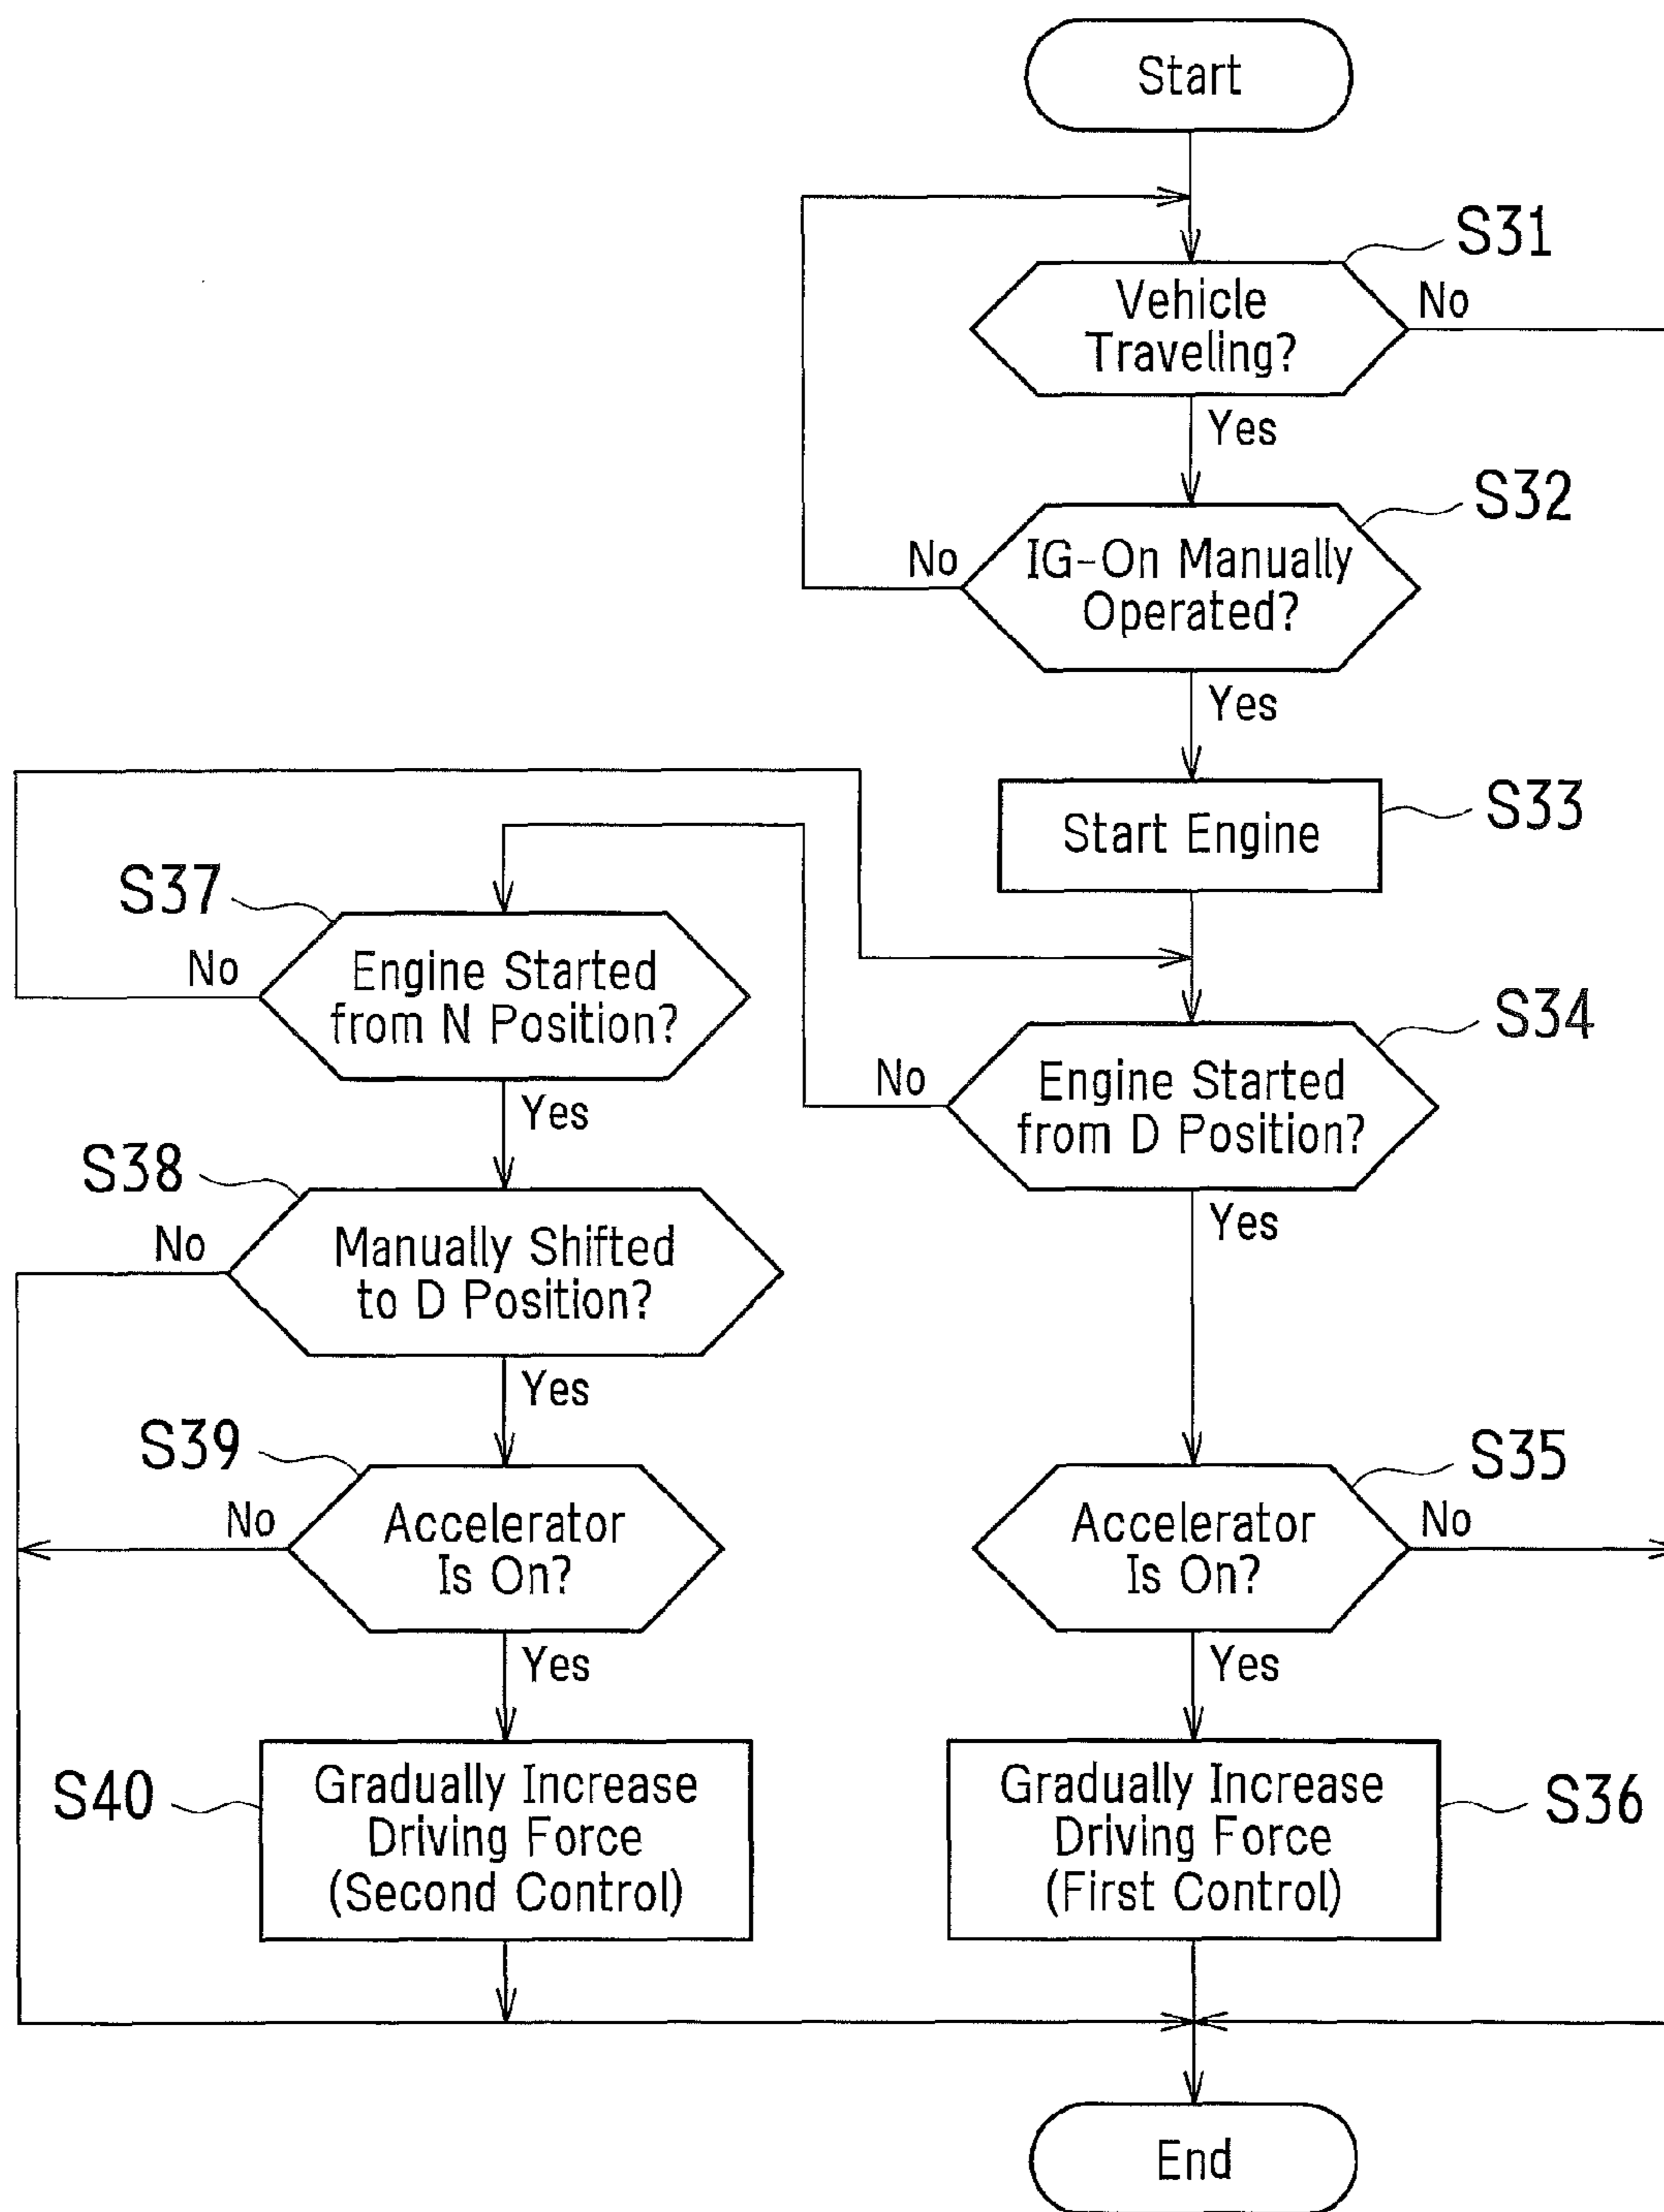 Start
S31
Vehicle
Traveling?
No
Yes
S32
IG-On Manually
Operated?
No
Yes
S33
Start Engine
S34
Engine Started
from D Position?
No
Yes
S35
Accelerator
Is On?
No
Yes
S36
Gradually Increase
Driving Force
(First Control)
S37
Engine Started
from N Position?
No
Yes
S38
Manually Shifted
to D Position?
No
Yes
S39
Accelerator
Is On?
No
Yes
S40
Gradually Increase
Driving Force
(Second Control)
End